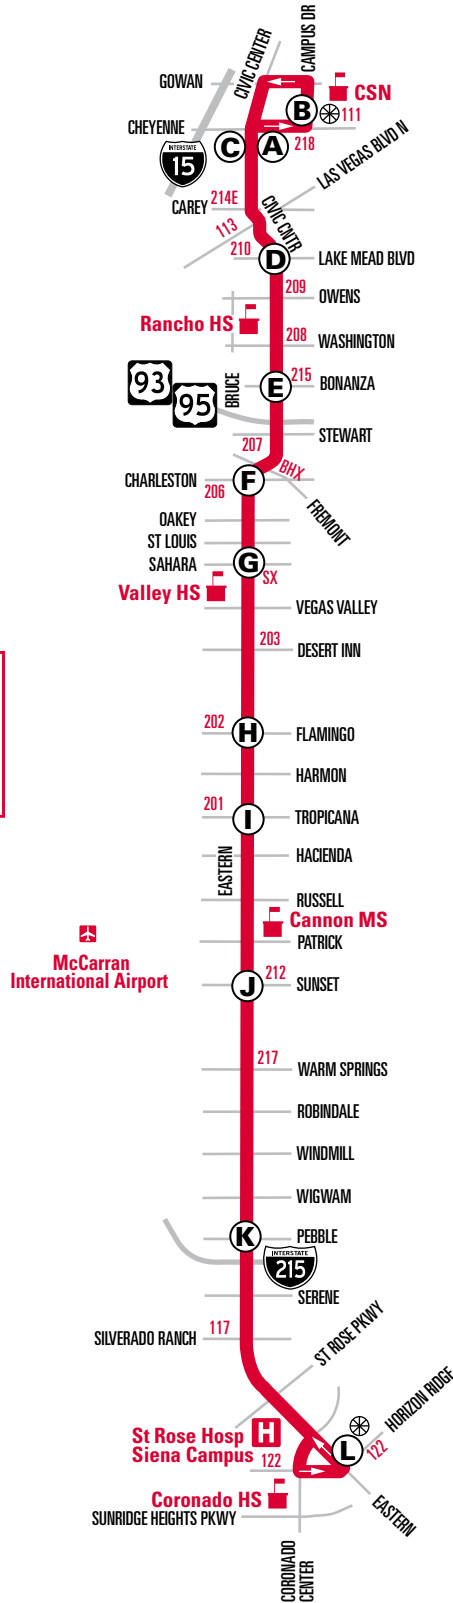 CIVIC CENTER
CAMPUS DR
GOWAN
CSN
B
111
CHEYENNE
C
A
218
INTERSTATE
15
LAS VEGAS BLVD N
CAREY
214E
CIVIC CNTR
113
210
D
LAKE MEAD BLVD
209
OWENS
Rancho HS
208
WASHINGTON
93
95
BRUCE
E
215
BONANZA
STEWART
207
BHX
CHARLESTON
206
F
FREMONT
OAKEY
ST LOUIS
SAHARA
G
SX
Valley HS
VEGAS VALLEY
203
DESERT INN
202
H
FLAMINGO
HARMON
201
I
TROPICANA
EASTERN
HACIENDA
RUSSELL
Cannon MS
PATRICK
McCarran
International Airport
J
212
SUNSET
217
WARM SPRINGS
ROBINDALE
WINDMILL
WIGWAM
K
PEBBLE
INTERSTATE
215
SERENE
117
SILVERADO RANCH
ST ROSE PKWY
HORIZON RIDGE
St Rose Hosp
Siena Campus
H
122
L
122
Coronado HS
EASTERN
SUNRIDGE HEIGHTS PKWY
CORONADO
CENTER